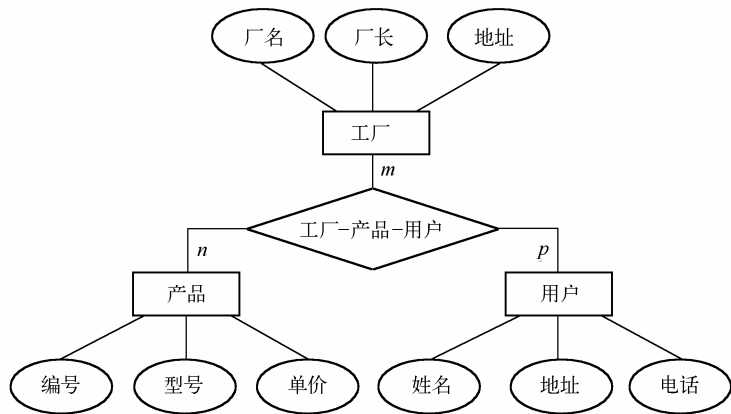 厂名 厂长 地址
工厂
m
工厂-产品-用户
n p
产品 用户
编号 型号 单价 姓名 地址 电话